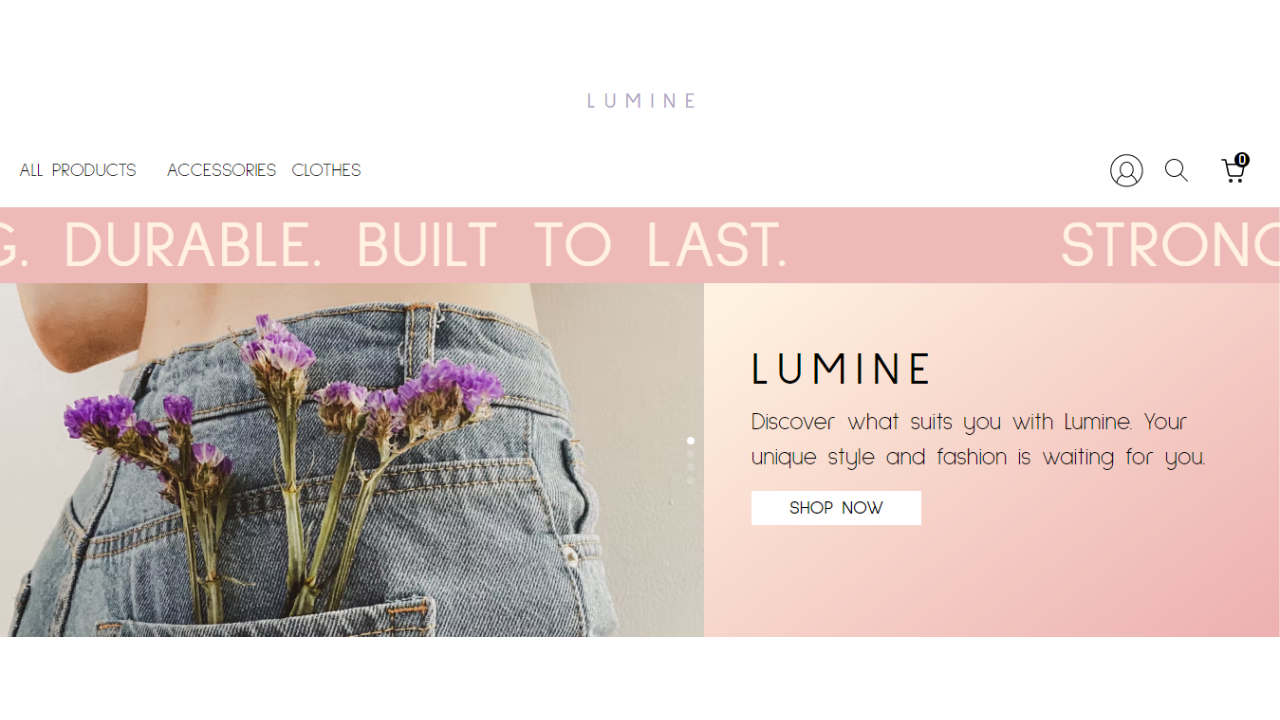 LUMINE
ALL PRODUCTS ACCESSORIES CLOTHES
0
G. DURABLE. BUILT TO LAST. STRONG
LUMINE
Discover what suits you with Lumine. Your
unique style and fashion is waiting for you.
SHOP NOW